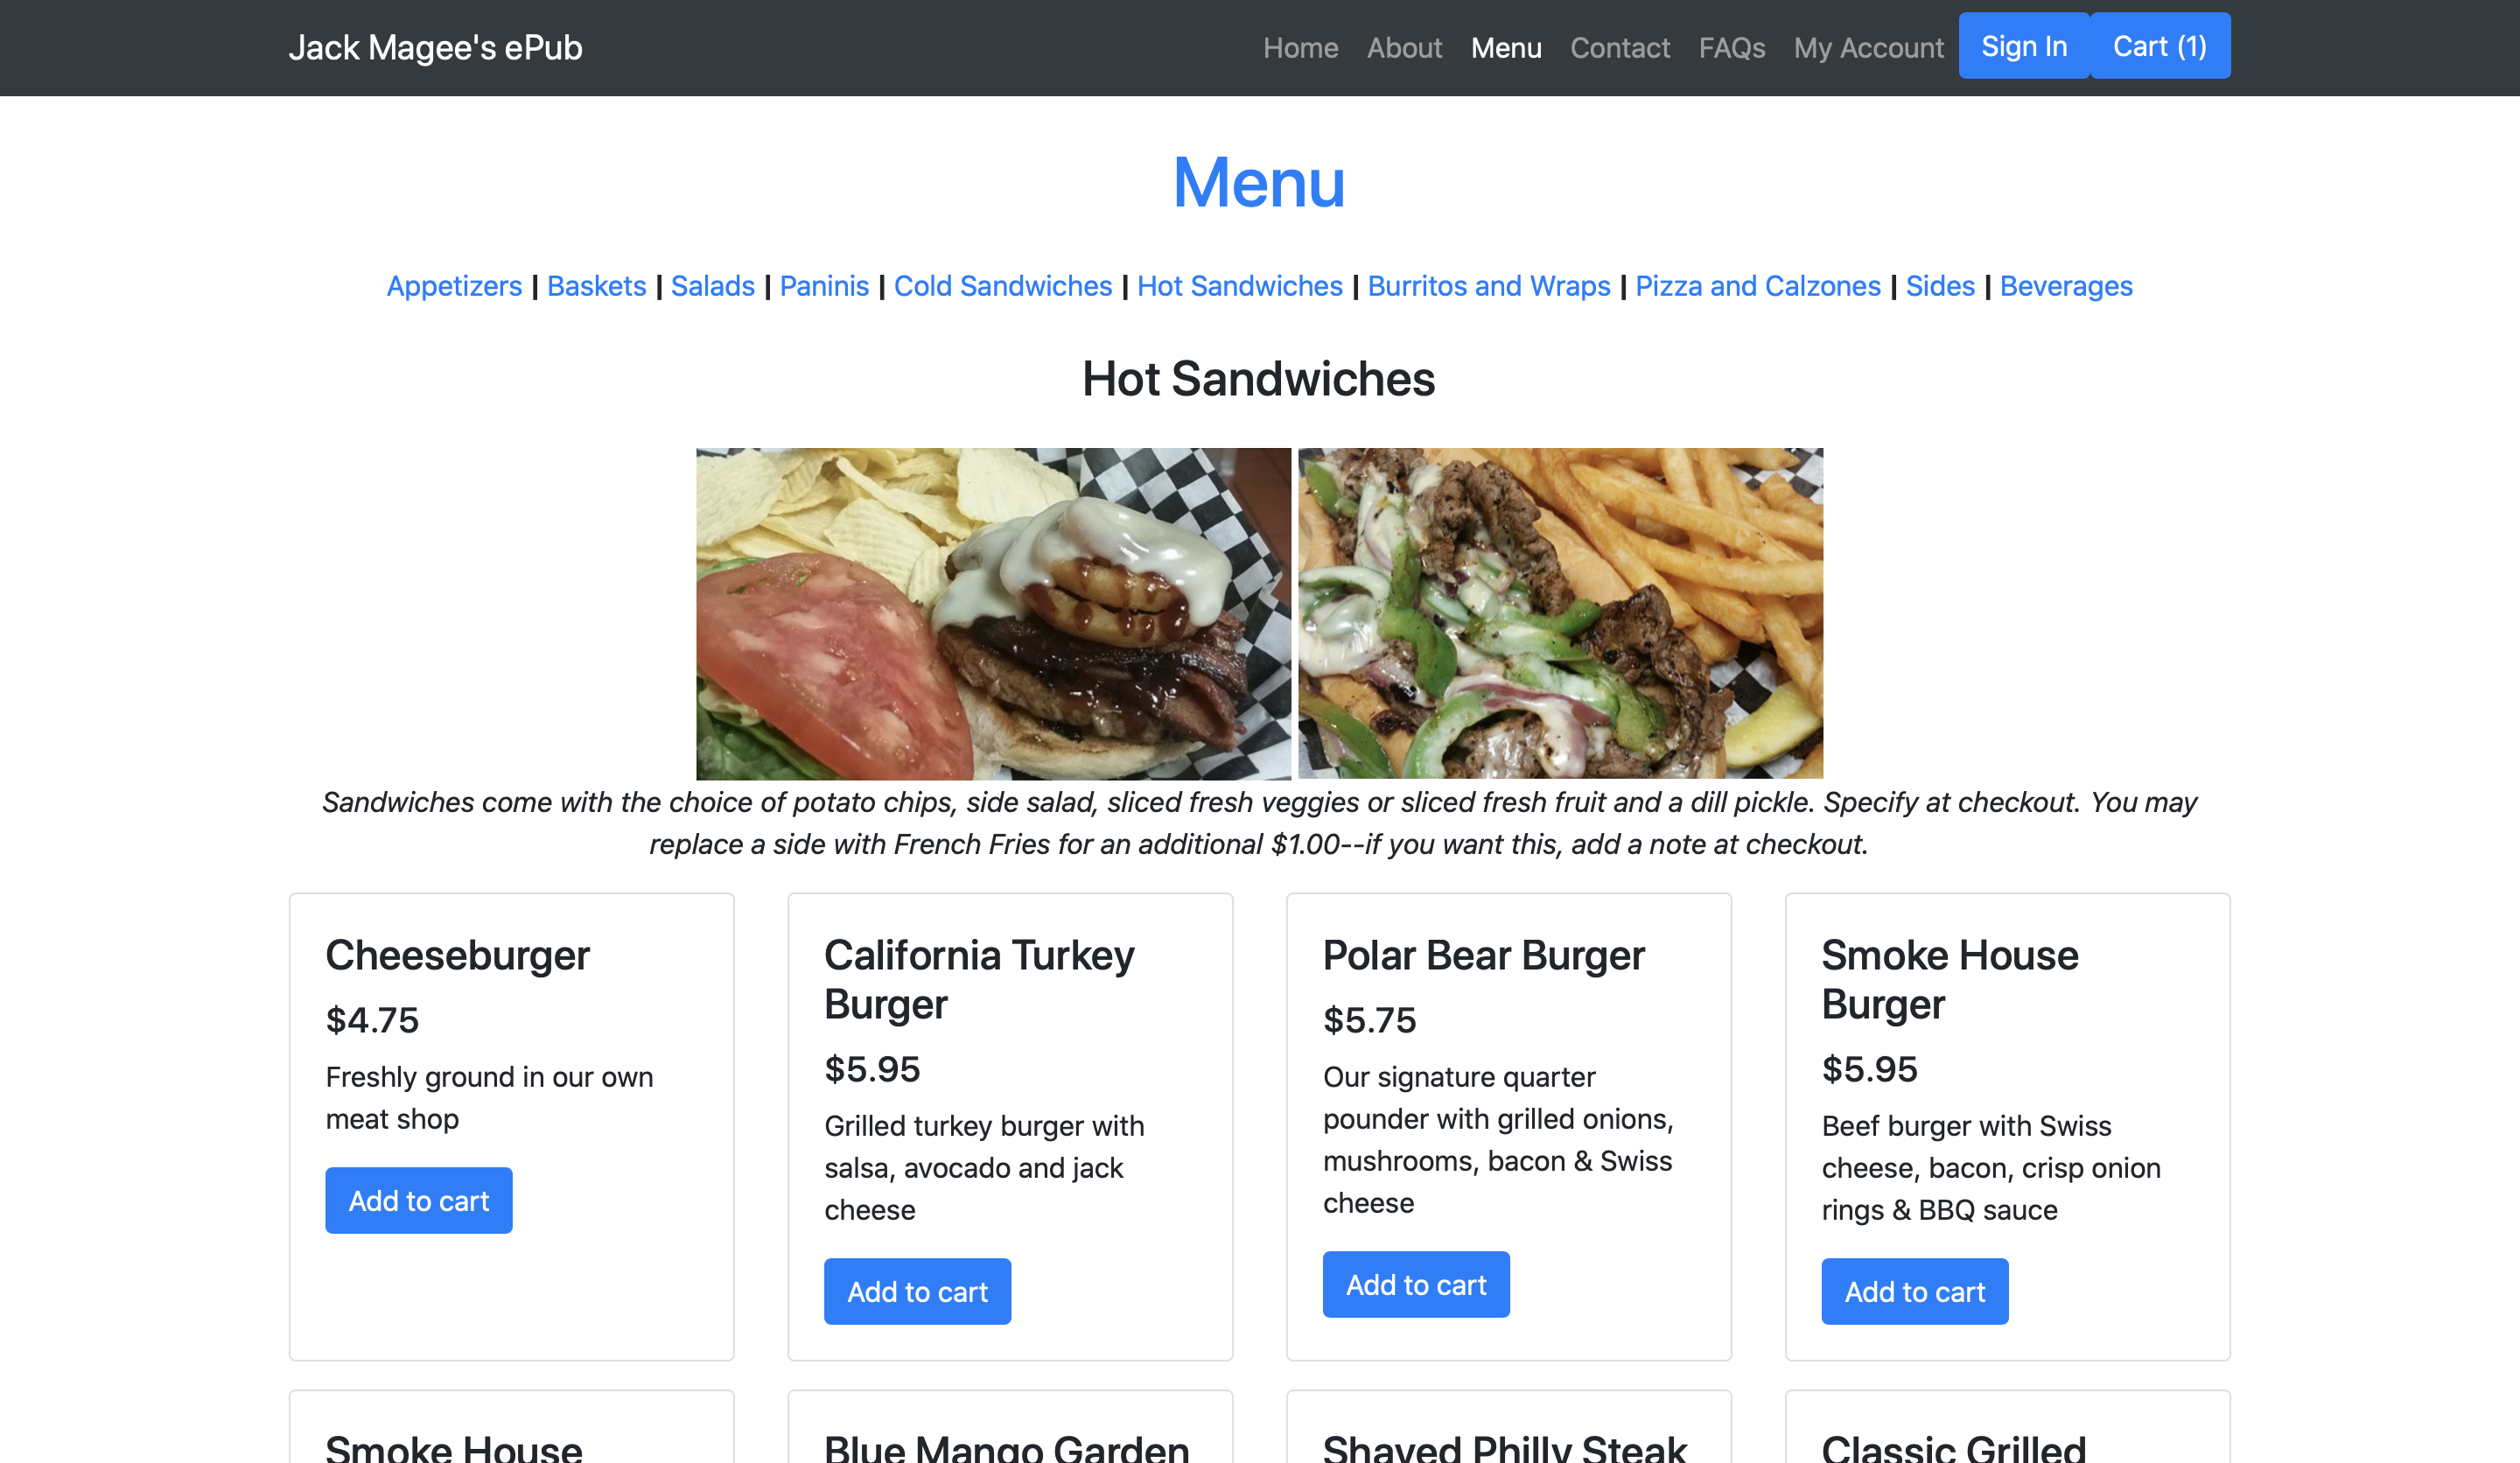 Jack Magee's ePub
Home About Menu Contact FAQs My Account Sign In Cart (1)
Menu
Appetizers | Baskets | Salads | Paninis | Cold Sandwiches | Hot Sandwiches | Burritos and Wraps | Pizza and Calzones | Sides | Beverages
Hot Sandwiches
Sandwiches come with the choice of potato chips, side salad, sliced fresh veggies or sliced fresh fruit and a dill pickle. Specify at checkout. You may
replace a side with French Fries for an additional $1.00--if you want this, add a note at checkout.
Cheeseburger
$4.75
Freshly ground in our own
meat shop
Add to cart
California Turkey
Burger
$5.95
Grilled turkey burger with
salsa, avocado and jack
cheese
Add to cart
Polar Bear Burger
$5.75
Our signature quarter
pounder with grilled onions,
mushrooms, bacon & Swiss
cheese
Add to cart
Smoke House
Burger
$5.95
Beef burger with Swiss
cheese, bacon, crisp onion
rings & BBQ sauce
Add to cart
Smoke House
Blue Mango Garden
Shaved Philly Steak
Classic Grilled